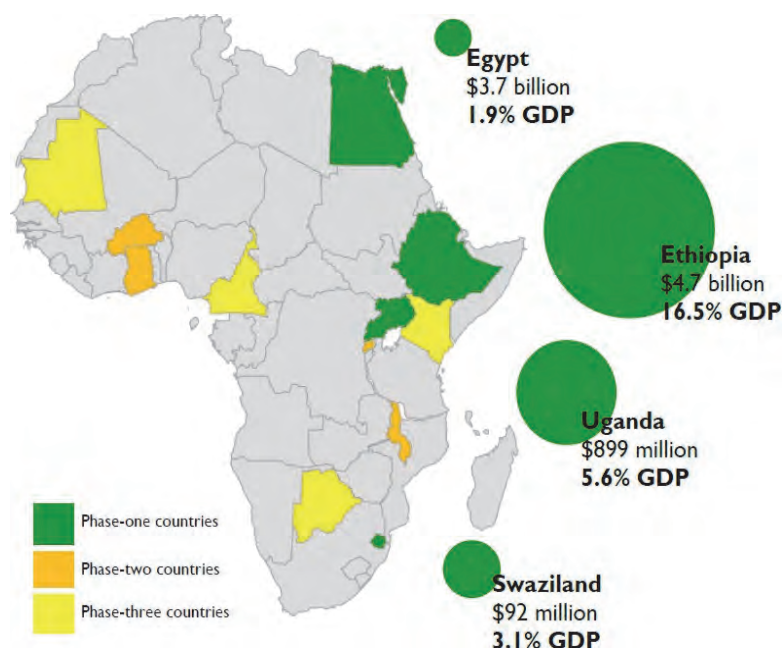 Egypt
$3.7 billion
1.9% GDP
Ethiopia
$4.7 billion
16.5% GDP
Uganda
$899 million
5.6% GDP
Phase-one countries
Phase-two countries
Phase-three countries
Swaziland
$92 million
3.1% GDP